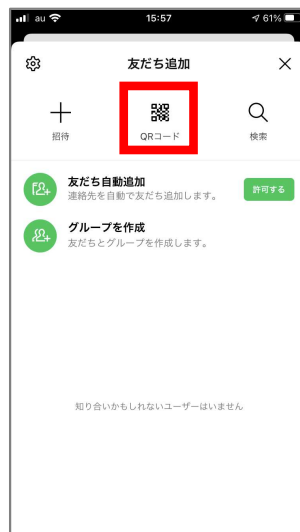 au 15:57 61%
友だち追加
招待 QRコード 検索
友だち自動追加
連絡先を自動で友だち追加します。
許可する
グループを作成
友だちとグループを作成します。
知り合いかもしれないユーザーはいません